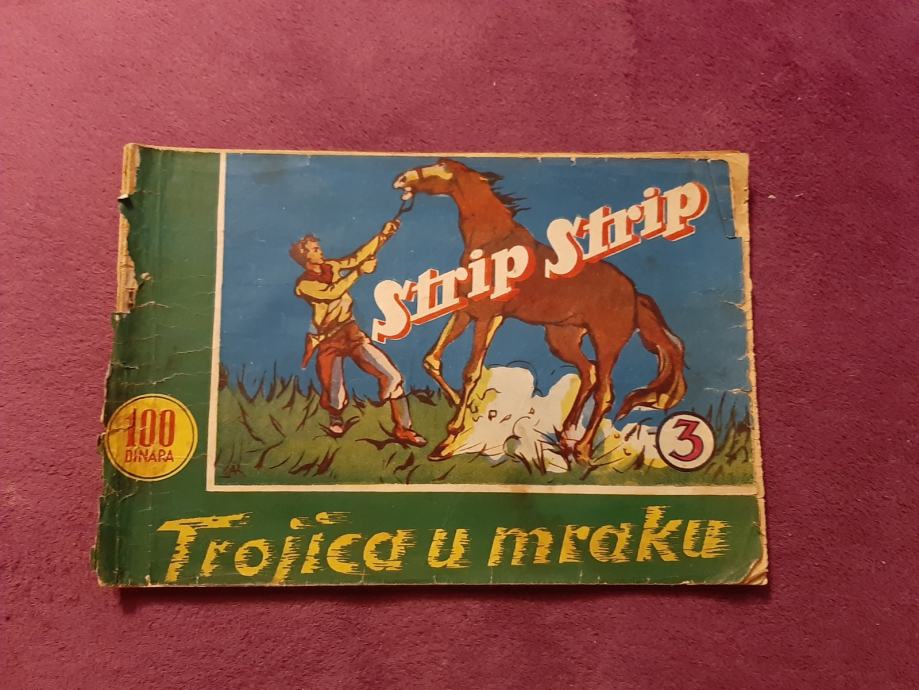 Strip Strip
100
DINARA
3
Trojica u mraku